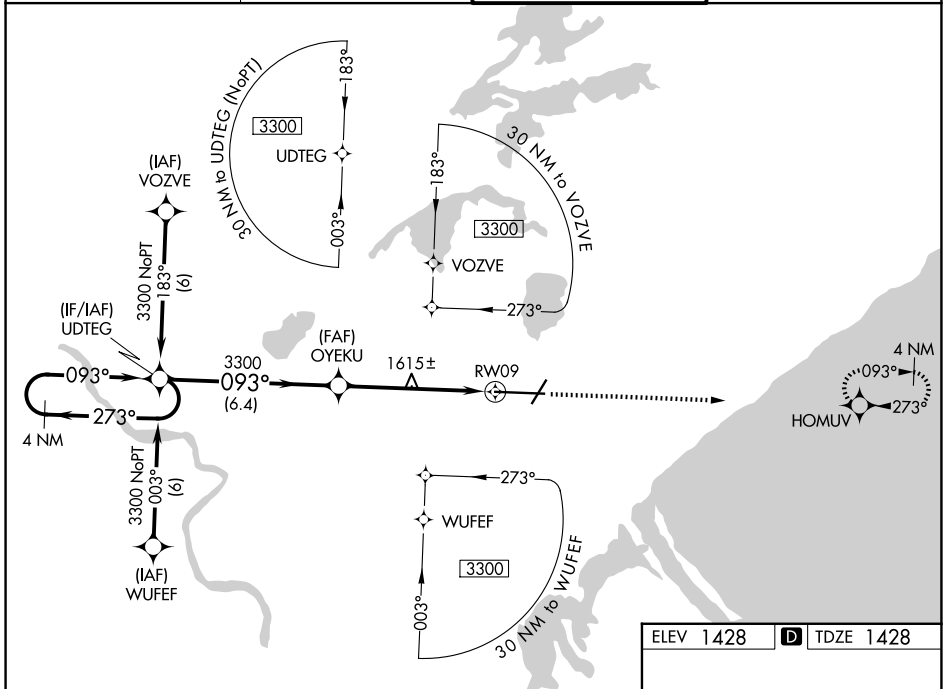 30 NM to UDTEG (NoPT)
3300
183°
UDTEG
003°
30 NM to VOZVE
183°
3300
VOZVE
273°
(IAF)
VOZVE
3300 NoPT
183°
(6)
(IF/IAF)
UDTEG
093°
273°
4 NM
3300
093°
(6.4)
(FAF)
OYEKU
1615±
RW09
4 NM
093°
273°
HOMUV
3300 NoPT
003°
(6)
(IAF)
WUFEF
273°
WUFEF
3300
003°
30 NM to WUFEF
ELEV 1428 D TDZE 1428